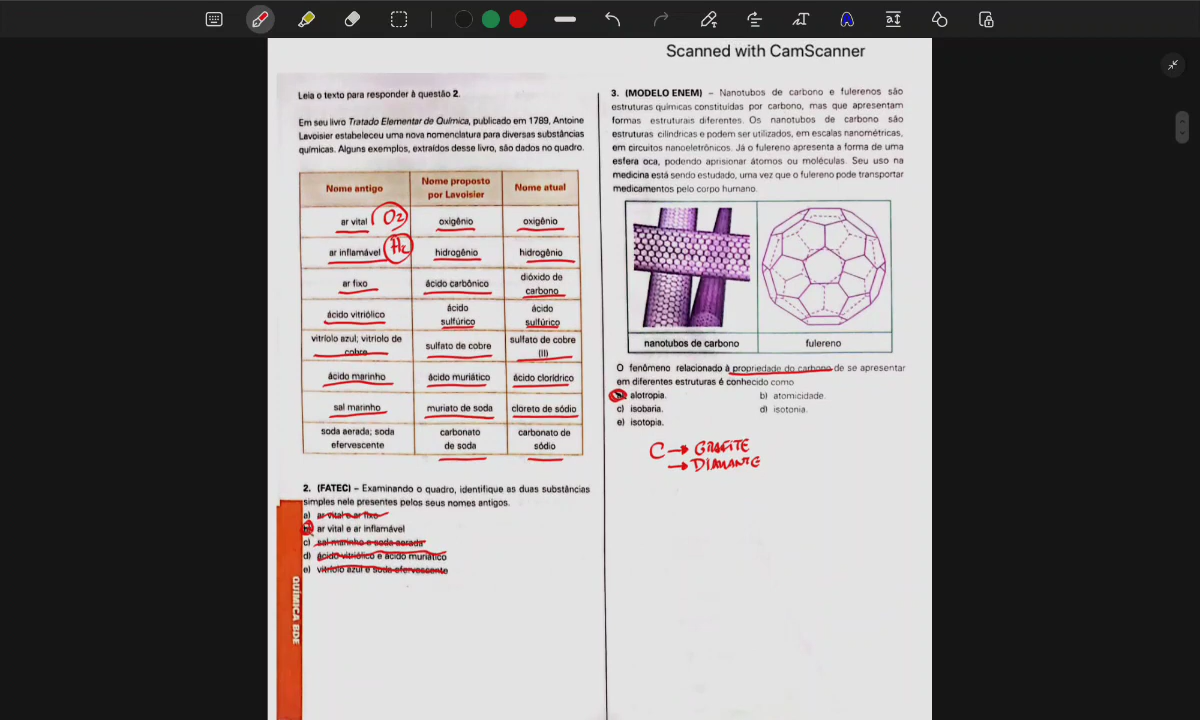 Scanned with CamScanner
Leia o texto para responder à questão 2.
Em seu livro Tratado Elementar de Química, publicado em 1789, Antoine
Lavoisier estabeleceu uma nova nomenclatura para diversas substâncias
químicas. Alguns exemplos, extraídos desse livro, são dados no quadro.
Nome antigo
Nome proposto
por Lavoisier
Nome atual
ar vital O2
oxigênio
oxigênio
ar inflamável H2
hidrogênio
hidrogênio
ar fixo
ácido carbônico
dióxido de
carbono
ácido vitriólico
ácido
sulfúrico
ácido
sulfúrico
vitríolo azul; vitríolo de
cobre
sulfato de cobre
sulfato de cobre
(II)
ácido marinho
ácido muriático
ácido clorídrico
sal marinho
muriato de soda
cloreto de sódio
soda aerada; soda
efervescente
carbonato
de soda
carbonato de
sódio
2. (FATEC) – Examinando o quadro, identifique as duas substâncias
simples nele presentes pelos seus nomes antigos.
a) ar vital e ar fixo
ar vital e ar inflamável
c) sal marinho e soda aerada
d) ácido vitriólico e ácido muriático
e) vitríolo azul e soda efervescente
QUÍMICA BDE
3. (MODELO ENEM) – Nanotubos de carbono e fulerenos são
estruturas químicas constituídas por carbono, mas que apresentam
formas estruturais diferentes. Os nanotubos de carbono são
estruturas cilíndricas e podem ser utilizados, em escalas nanométricas,
em circuitos nanoeletrônicos. Já o fulereno apresenta a forma de uma
esfera oca, podendo aprisionar átomos ou moléculas. Seu uso na
medicina está sendo estudado, uma vez que o fulereno pode transportar
medicamentos pelo corpo humano.
nanotubos de carbono
fulereno
O fenômeno relacionado à propriedade do carbono de se apresentar
em diferentes estruturas é conhecido como
alotropia.
b) atomicidade.
c) isobaria.
d) isotonia.
e) isotopia.
C → GRAFITE
→ DIAMANTE